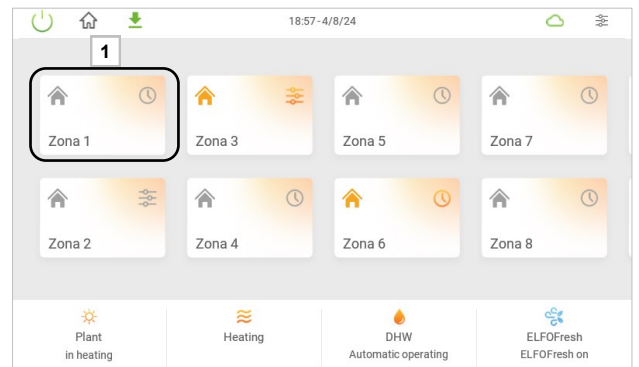 18:57-4/8/24
1
Zona 1
Zona 3
Zona 5
Zona 7
Zona 2
Zona 4
Zona 6
Zona 8
Plant
in heating
Heating
DHW
Automatic operating
ELFOFresh
ELFOFresh on